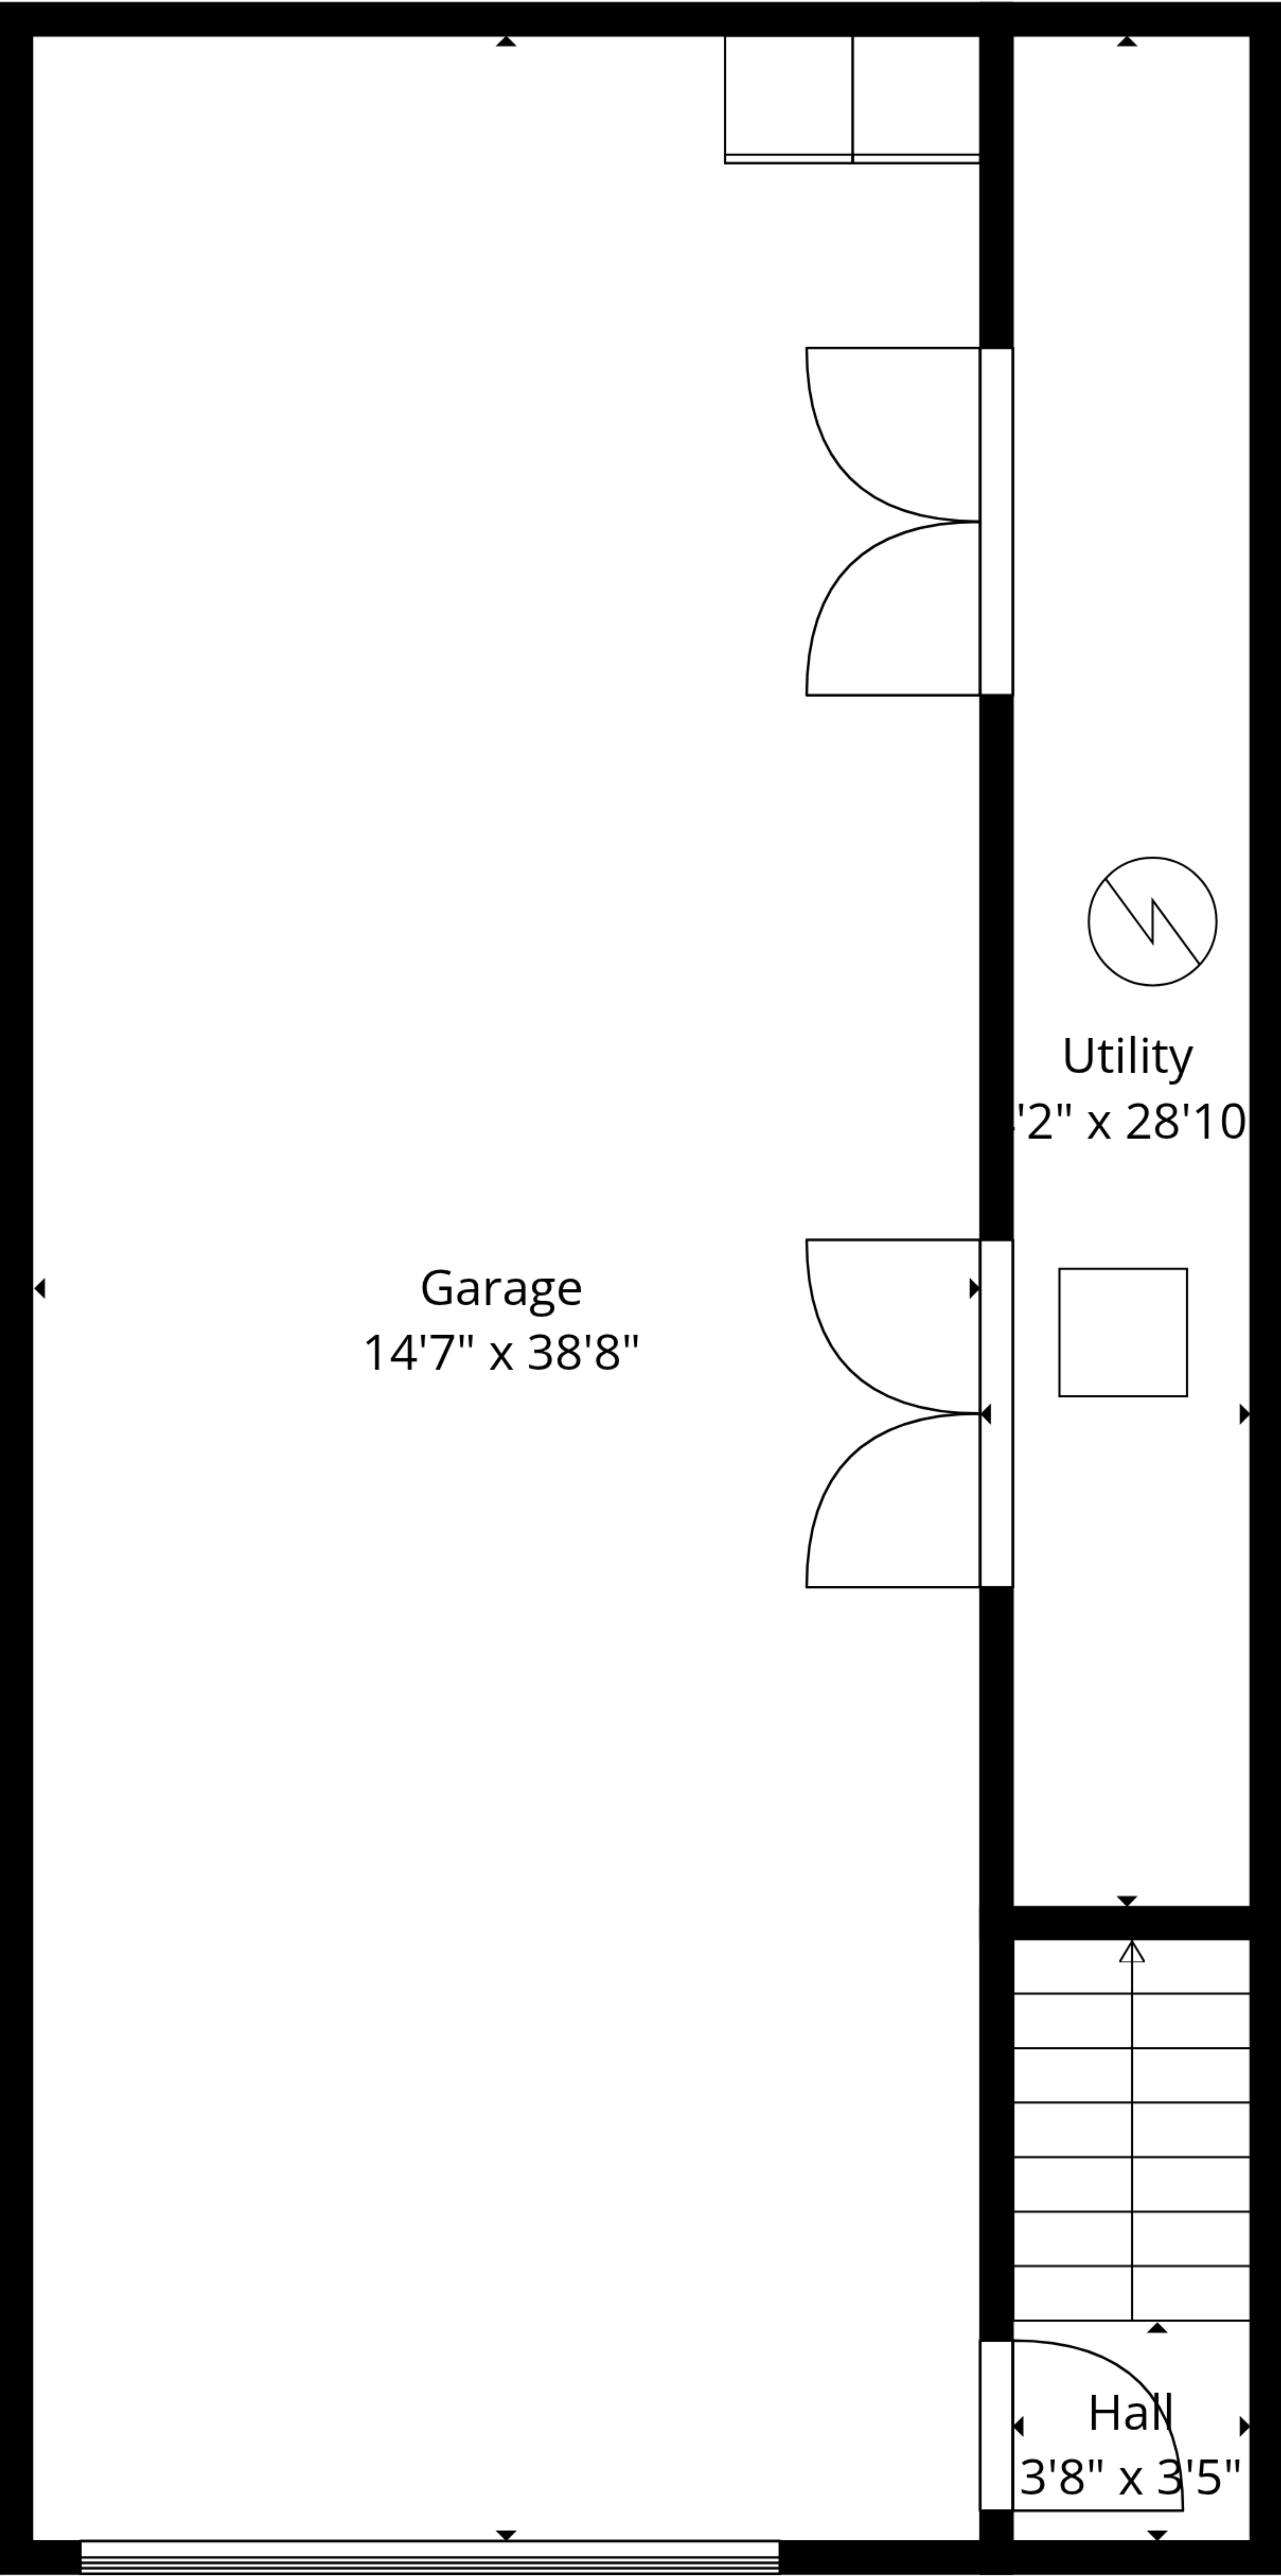 Utility
'2" x 28'10
Garage
14'7" x 38'8"
Hall
3'8" x 3'5"